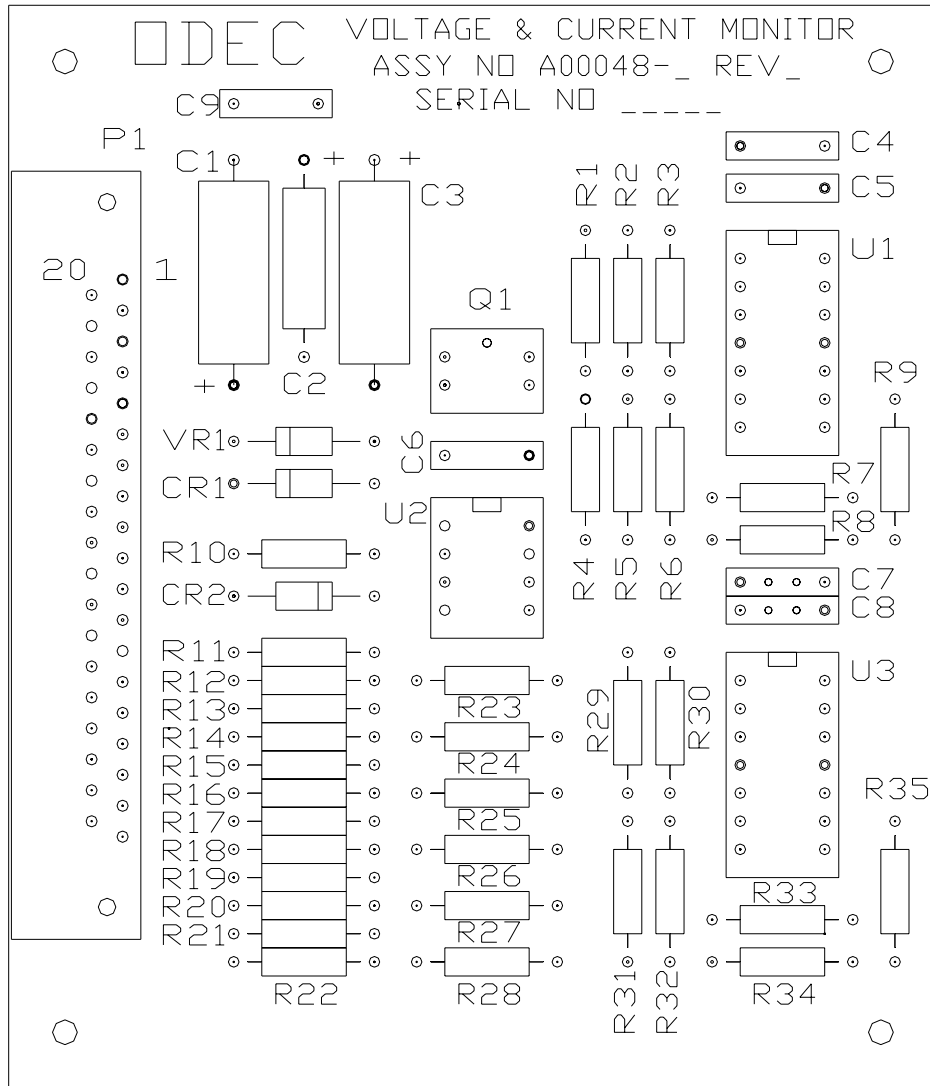 ODEC
VOLTAGE & CURRENT MONITOR
ASSY NO A00048-_ REV_
SERIAL NO _____
C9
P1
C1
+
+
C3
C4
C5
R1
R2
R3
20
1
U1
Q1
+
C2
R9
VR1
C6
CR1
R7
U2
R8
R10
R4
R5
R6
C7
CR2
C8
R11
R12
R13
R14
R15
R16
R17
R18
R19
R20
R21
R22
R23
R24
R25
R26
R27
R28
R29
R30
U3
R35
R31
R32
R33
R34